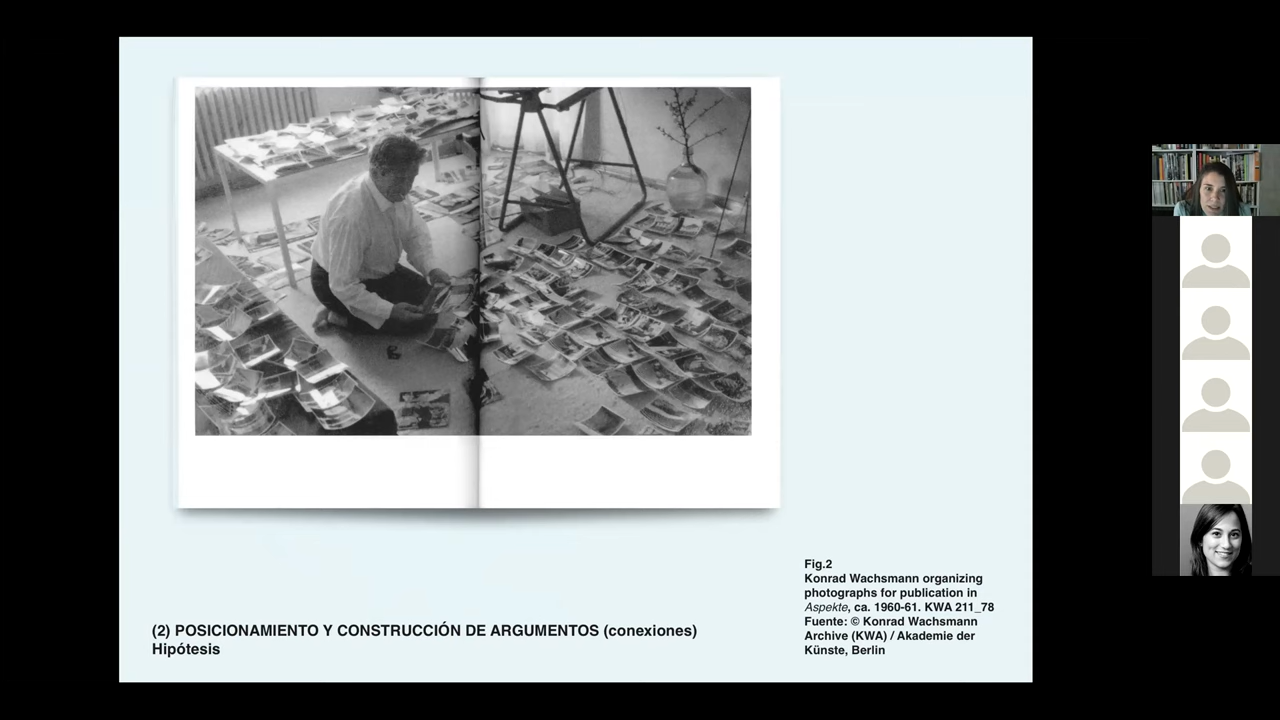 (2) POSICIONAMIENTO Y CONSTRUCCIÓN DE ARGUMENTOS (conexiones)
Hipótesis
Fig.2
Konrad Wachsmann organizing
photographs for publication in
Aspekte, ca. 1960-61. KWA 211_78
Fuente: © Konrad Wachsmann
Archive (KWA) / Akademie der
Künste, Berlin